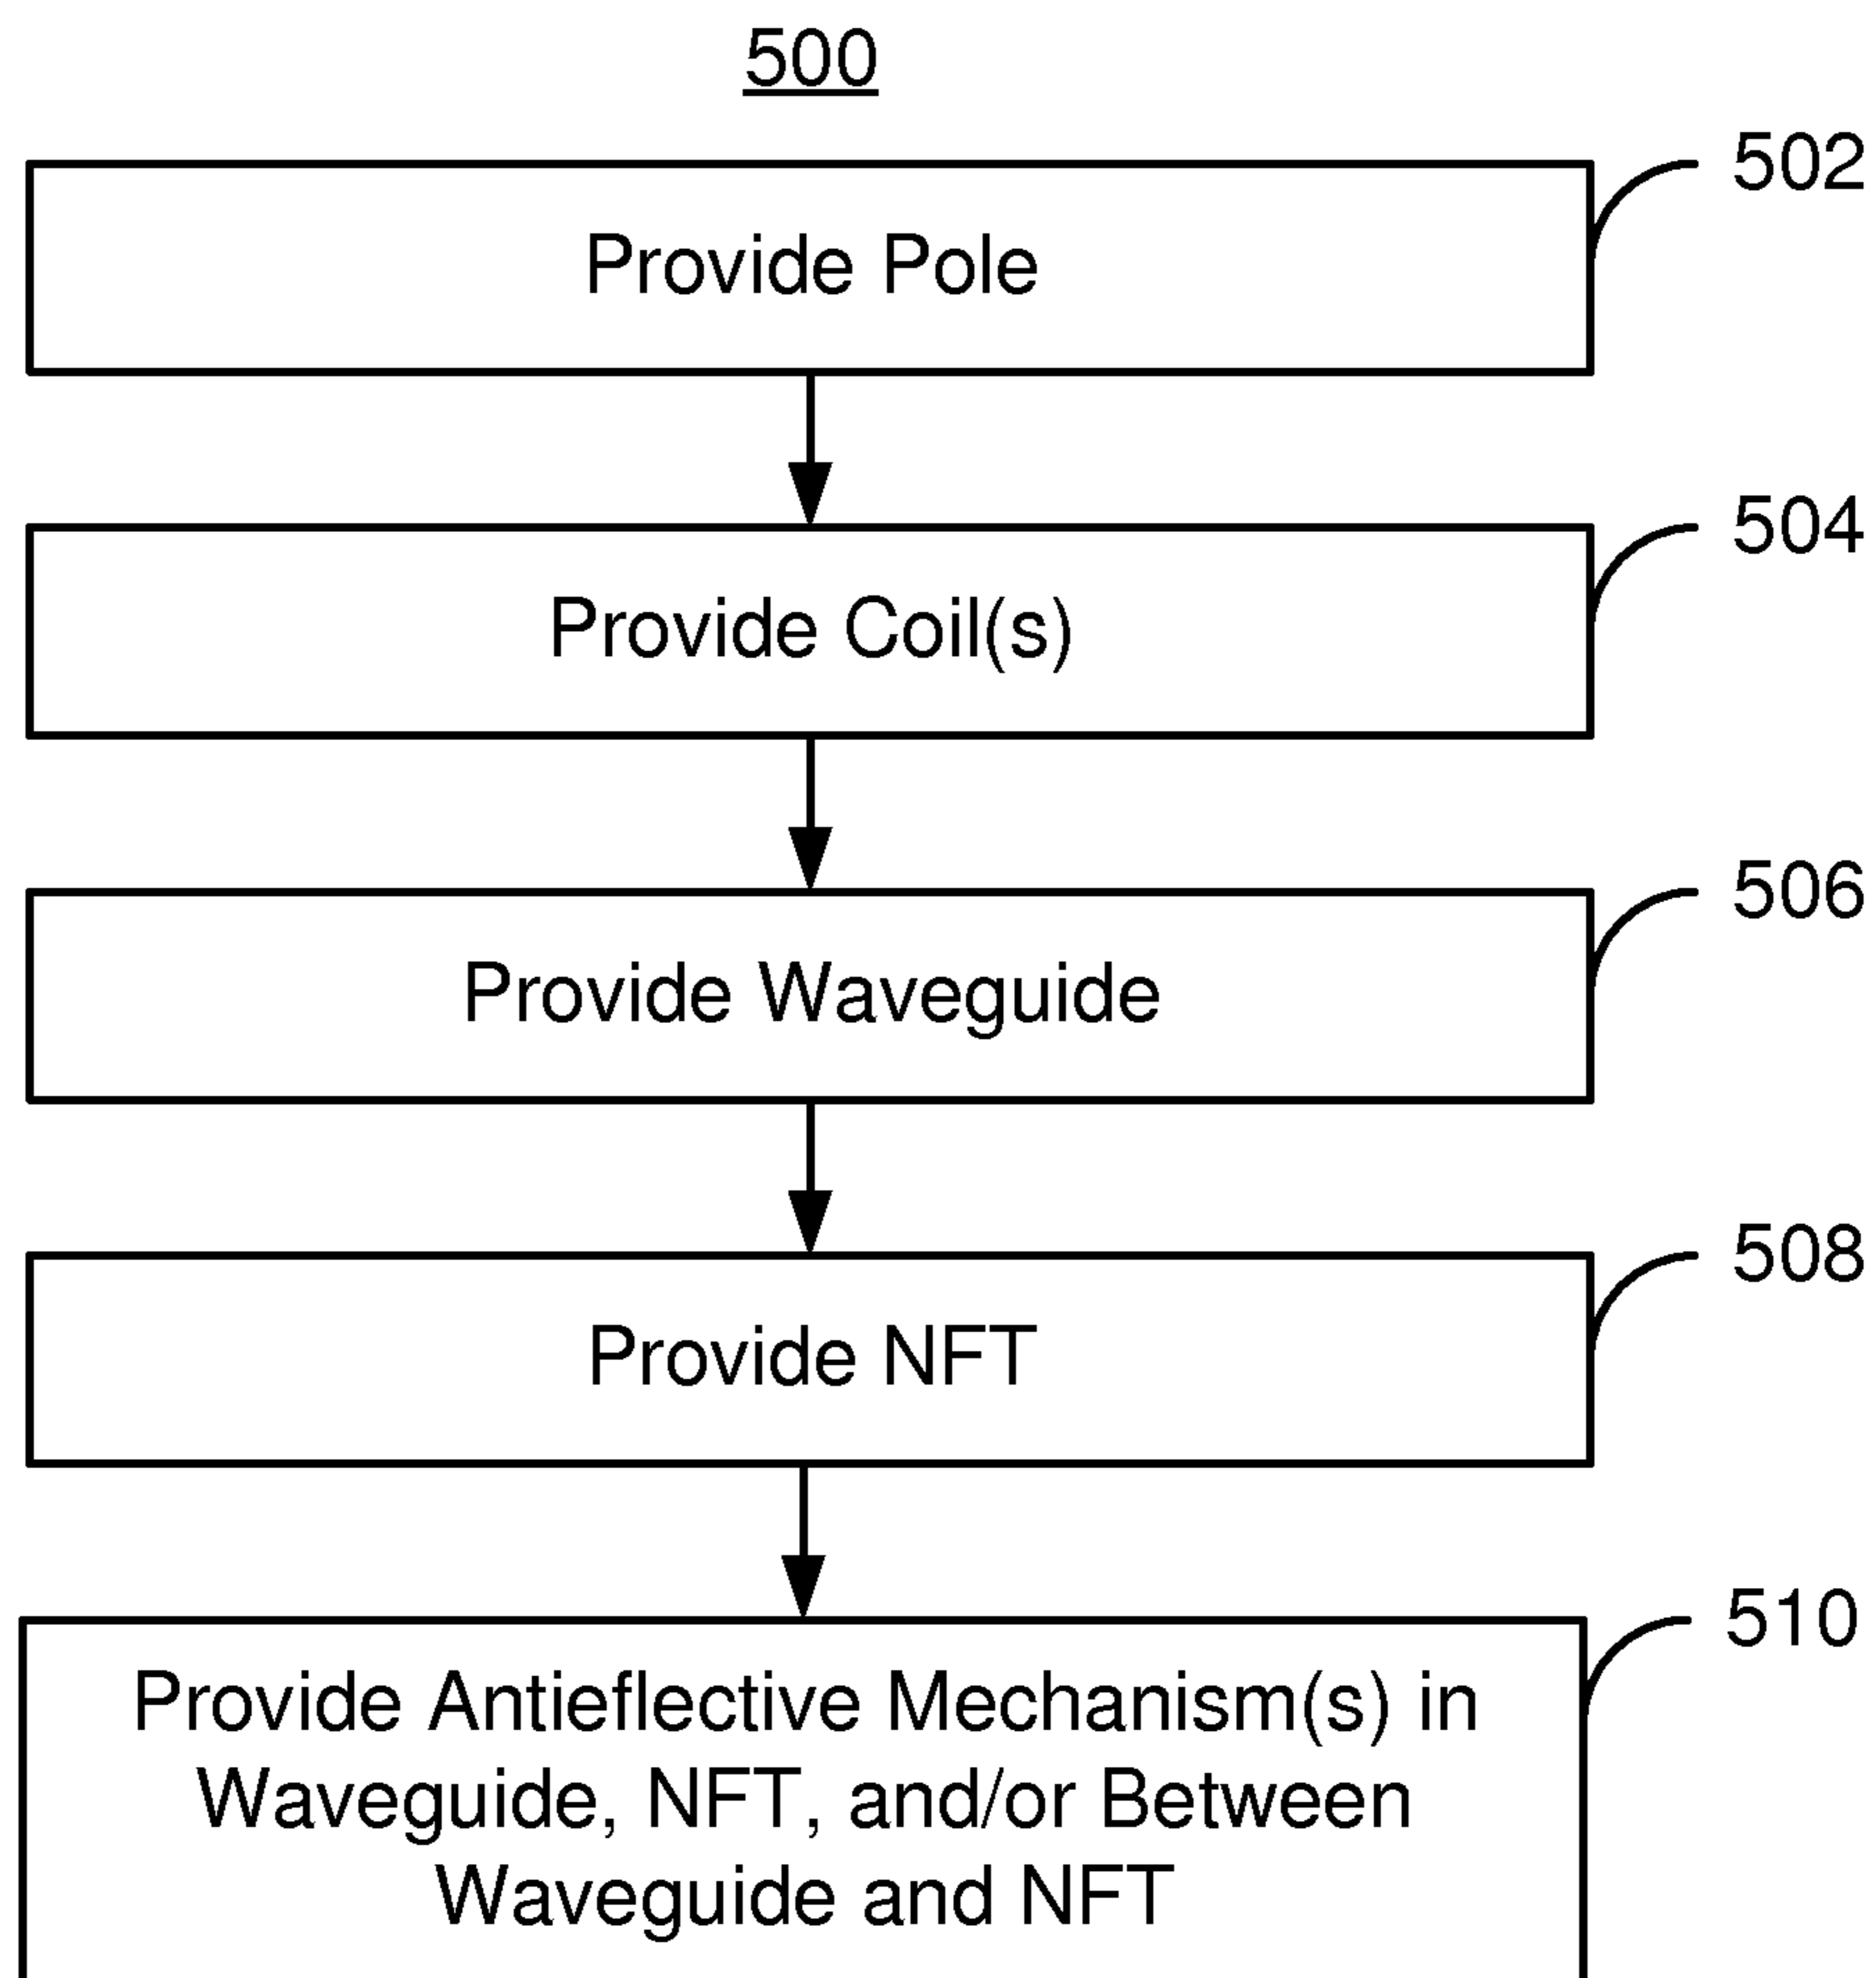 500
502
Provide Pole
504
Provide Coil(s)
506
Provide Waveguide
508
Provide NFT
510
Provide Antieflective Mechanism(s) in
Waveguide, NFT, and/or Between
Waveguide and NFT